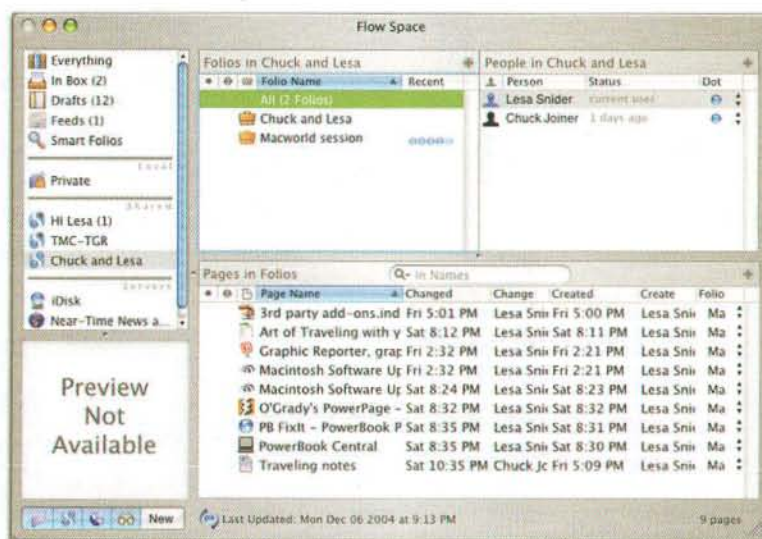 Flow Space
Everything
In Box (2)
Drafts (12)
Feeds (1)
Smart Folios
Local
Private
Shared
Hi Lesa (1)
TMC-TGR
Chuck and Lesa
Servers
iDisk
Near-Time News a...
Preview
Not
Available
New
Folios in Chuck and Lesa
Folio Name Recent
All (2 Folios)
Chuck and Lesa
Macworld session
People in Chuck and Lesa
Person Status Dot
Lesa Snider current user
Chuck Joiner 1 days ago
Pages in Folios in Names
Page Name Changed Change Created Create Folio
3rd party add-ons.ind Fri 5:01 PM Lesa Sni Fri 5:00 PM Lesa Sni Ma
Art of Traveling with y Sat 8:12 PM Lesa Sni Sat 8:11 PM Lesa Sni Ma
Graphic Reporter, grap Fri 2:32 PM Lesa Sni Fri 2:21 PM Lesa Sni Ma
Macintosh Software Up Fri 2:32 PM Lesa Sni Fri 2:21 PM Lesa Sni Ma
Macintosh Software Up Sat 8:24 PM Lesa Sni Sat 8:23 PM Lesa Sni Ma
O'Grady's PowerPage - Sat 8:32 PM Lesa Sni Sat 8:32 PM Lesa Sni Ma
PB FixIt - PowerBook P Sat 8:35 PM Lesa Sni Sat 8:31 PM Lesa Sni Ma
PowerBook Central Sat 8:35 PM Lesa Sni Sat 8:30 PM Lesa Sni Ma
Traveling notes Sat 10:35 PM Chuck Jo Fri 5:09 PM Lesa Sni Ma
Last Updated: Mon Dec 06 2004 at 9:13 PM
9 pages